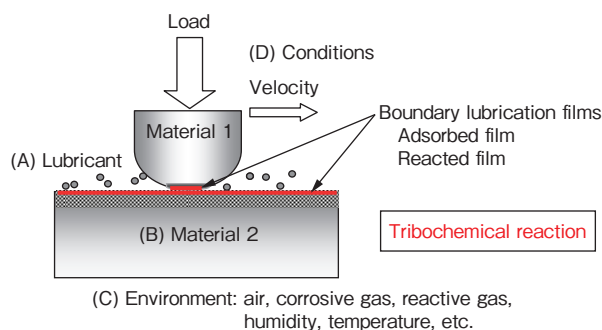 Load
(D) Conditions
Velocity
Material 1
Boundary lubrication films
Adsorbed film
Reacted film
(A) Lubricant
(B) Material 2
Tribochemical reaction
(C) Environment: air, corrosive gas, reactive gas,
humidity, temperature, etc.